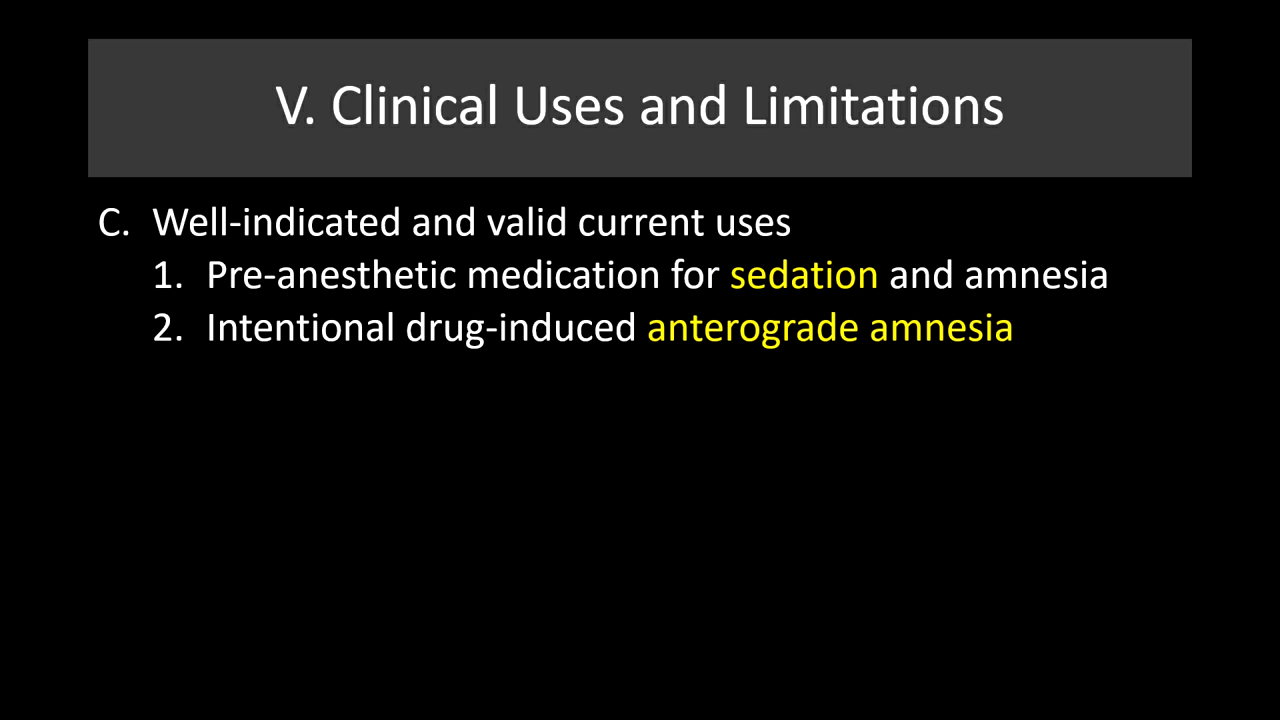 V. Clinical Uses and Limitations
C. Well-indicated and valid current uses
1. Pre-anesthetic medication for sedation and amnesia
2. Intentional drug-induced anterograde amnesia